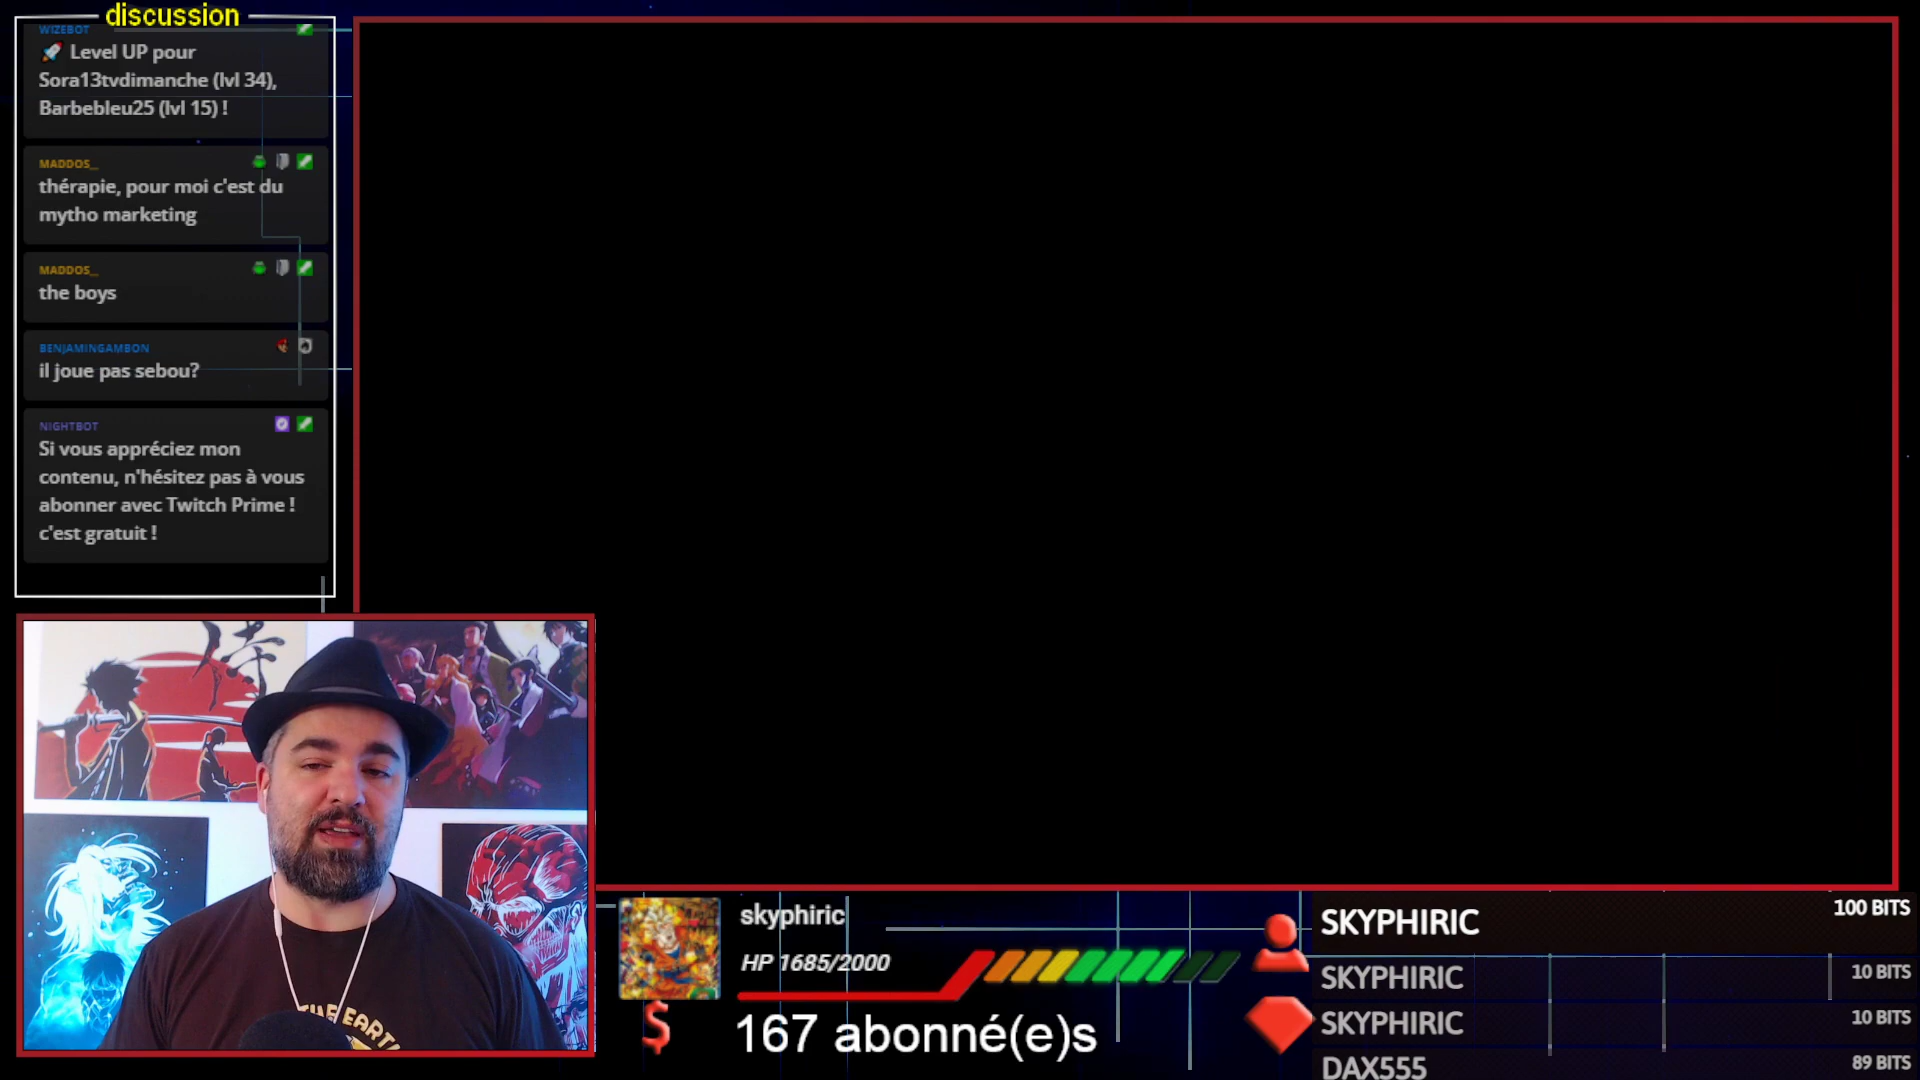 discussion
WIZEBOT
Level UP pour
Sora13tvdimanche (lvl 34),
Barbebleu25 (lvl 15) !
MADDOS_
thérapie, pour moi c'est du
mytho marketing
MADDOS_
the boys
BENJAMINGAMBON
il joue pas sebou?
NIGHTBOT
Si vous appréciez mon
contenu, n'hésitez pas à vous
abonner avec Twitch Prime !
c'est gratuit !
THE EARTH
skyphiric
HP 1685/2000
$
167 abonné(e)s
SKYPHIRIC 100 BITS
SKYPHIRIC 10 BITS
SKYPHIRIC 10 BITS
DAX555 89 BITS